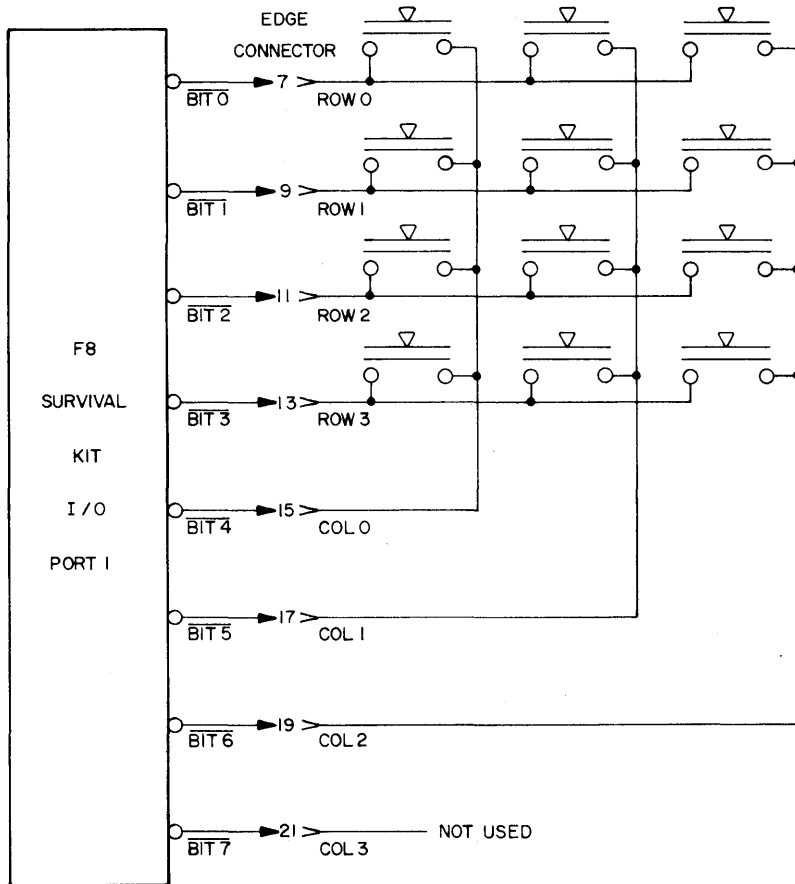 EDGE
CONNECTOR
F8
SURVIVAL
KIT
I/O
PORT 1
BIT 0
7
ROW 0
BIT 1
9
ROW 1
BIT 2
11
ROW 2
BIT 3
13
ROW 3
BIT 4
15
COL 0
BIT 5
17
COL 1
BIT 6
19
COL 2
BIT 7
21
COL 3
NOT USED